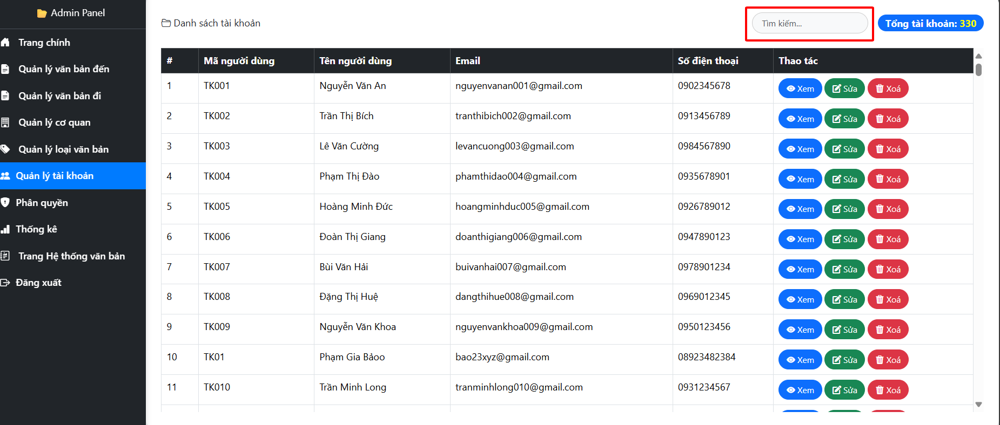 Admin Panel
Trang chính
Quản lý văn bản đến
Quản lý văn bản đi
Quản lý cơ quan
Quản lý loại văn bản
Quản lý tài khoản
Phân quyền
Thống kê
Trang Hệ thống văn bản
Đăng xuất
Danh sách tài khoản
Tìm kiếm...
Tổng tài khoản: 330
# Mã người dùng Tên người dùng Email Số điện thoại Thao tác
1 TK001 Nguyễn Văn An nguyenvanan001@gmail.com 0902345678 Xem Sửa Xoá
2 TK002 Trần Thị Bích tranthibich002@gmail.com 0913456789 Xem Sửa Xoá
3 TK003 Lê Văn Cường levancuong003@gmail.com 0984567890 Xem Sửa Xoá
4 TK004 Phạm Thị Đào phamthidao004@gmail.com 0935678901 Xem Sửa Xoá
5 TK005 Hoàng Minh Đức hoangminhduc005@gmail.com 0926789012 Xem Sửa Xoá
6 TK006 Đoàn Thị Giang doanthigiang006@gmail.com 0947890123 Xem Sửa Xoá
7 TK007 Bùi Văn Hải buivanhai007@gmail.com 0978901234 Xem Sửa Xoá
8 TK008 Đặng Thị Huệ dangthihue008@gmail.com 0969012345 Xem Sửa Xoá
9 TK009 Nguyễn Văn Khoa nguyenvankhoa009@gmail.com 0950123456 Xem Sửa Xoá
10 TK01 Phạm Gia Bảoo bao23xyz@gmail.com 08923482384 Xem Sửa Xoá
11 TK010 Trần Minh Long tranminhlong010@gmail.com 0931234567 Xem Sửa Xoá